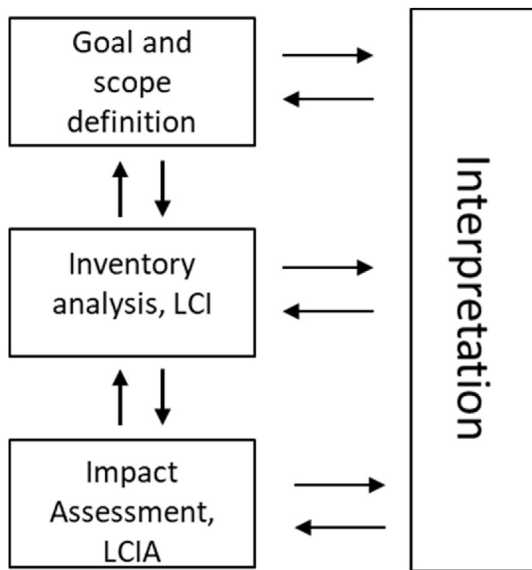 Goal and
scope
definition
Inventory
analysis, LCI
Impact
Assessment,
LCIA
Interpretation